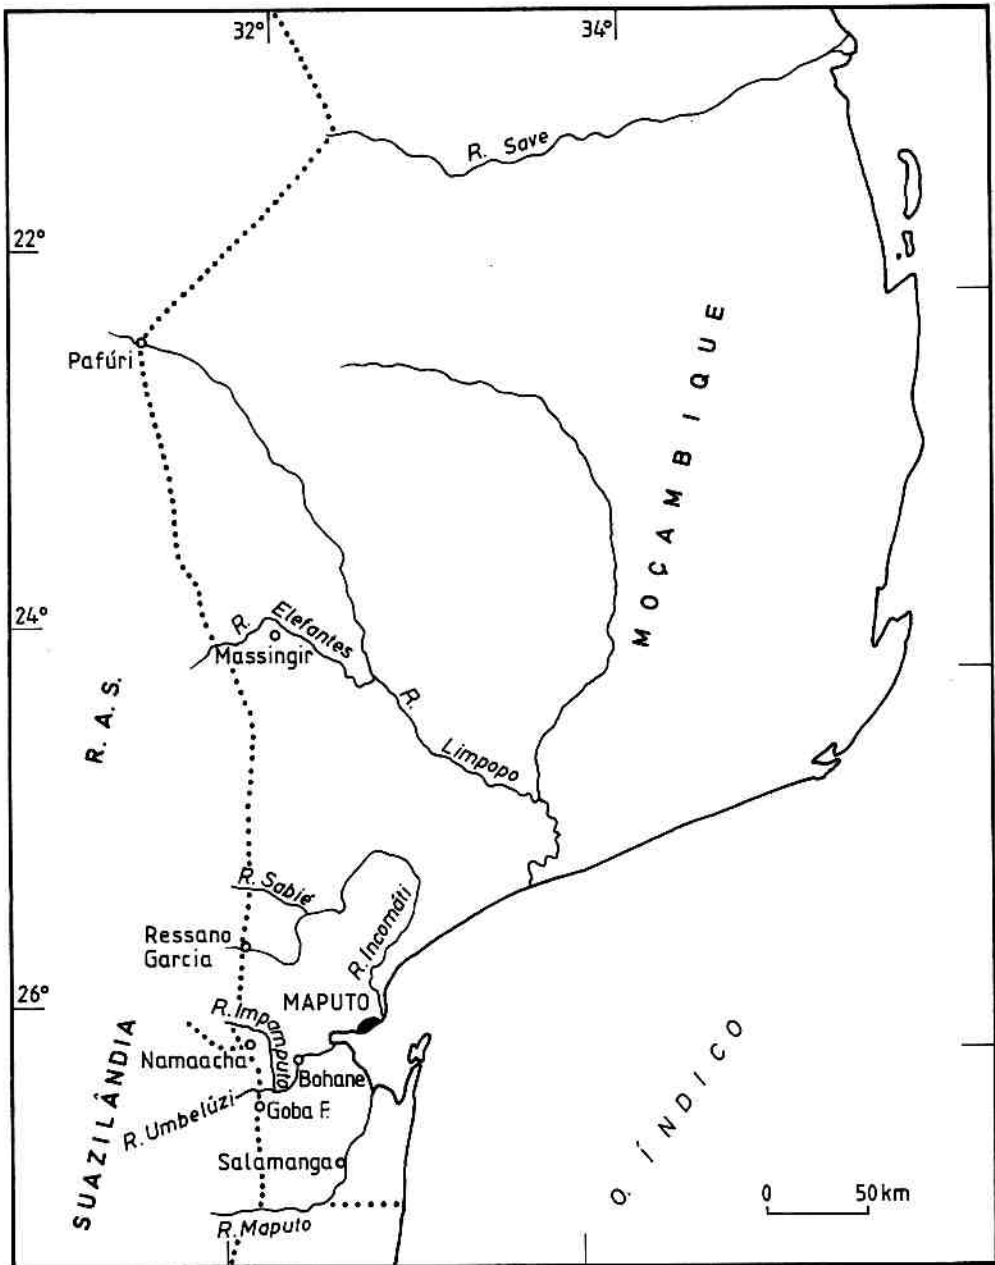 32°
34°
R. Save
22°
Pafúri
MOÇAMBIQUE
24°
R. Elefantes
Massingir
R. A. S.
R. Limpopo
R. Sabié
Ressano
Garcia
R. Incomáti
MAPUTO
26°
R. Impamputo
Namaacha
Bohane
R. Umbelúzi
Goba F.
SUAZILÂNDIA
Salamanga
R. Maputo
O. ÍNDICO
0 50 km